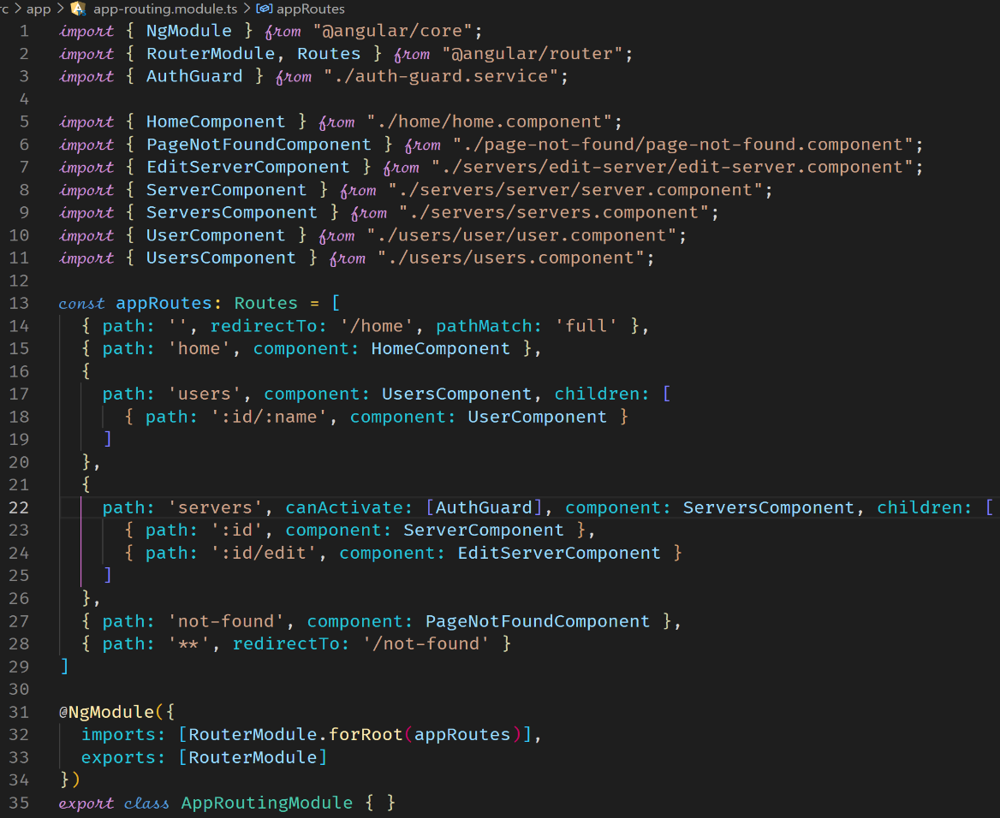 rc > app > app-routing.module.ts > appRoutes
1 import { NgModule } from "@angular/core";
2 import { RouterModule, Routes } from "@angular/router";
3 import { AuthGuard } from "./auth-guard.service";
4
5 import { HomeComponent } from "./home/home.component";
6 import { PageNotFoundComponent } from "./page-not-found/page-not-found.component";
7 import { EditServerComponent } from "./servers/edit-server/edit-server.component";
8 import { ServerComponent } from "./servers/server/server.component";
9 import { ServersComponent } from "./servers/servers.component";
10 import { UserComponent } from "./users/user/user.component";
11 import { UsersComponent } from "./users/users.component";
12
13 const appRoutes: Routes = [
14   { path: '', redirectTo: '/home', pathMatch: 'full' },
15   { path: 'home', component: HomeComponent },
16   {
17     path: 'users', component: UsersComponent, children: [
18       { path: ':id/:name', component: UserComponent }
19     ]
20   },
21   {
22     path: 'servers', canActivate: [AuthGuard], component: ServersComponent, children: [
23       { path: ':id', component: ServerComponent },
24       { path: ':id/edit', component: EditServerComponent }
25     ]
26   },
27   { path: 'not-found', component: PageNotFoundComponent },
28   { path: '**', redirectTo: '/not-found' }
29 ]
30
31 @NgModule({
32   imports: [RouterModule.forRoot(appRoutes)],
33   exports: [RouterModule]
34 })
35 export class AppRoutingModule { }